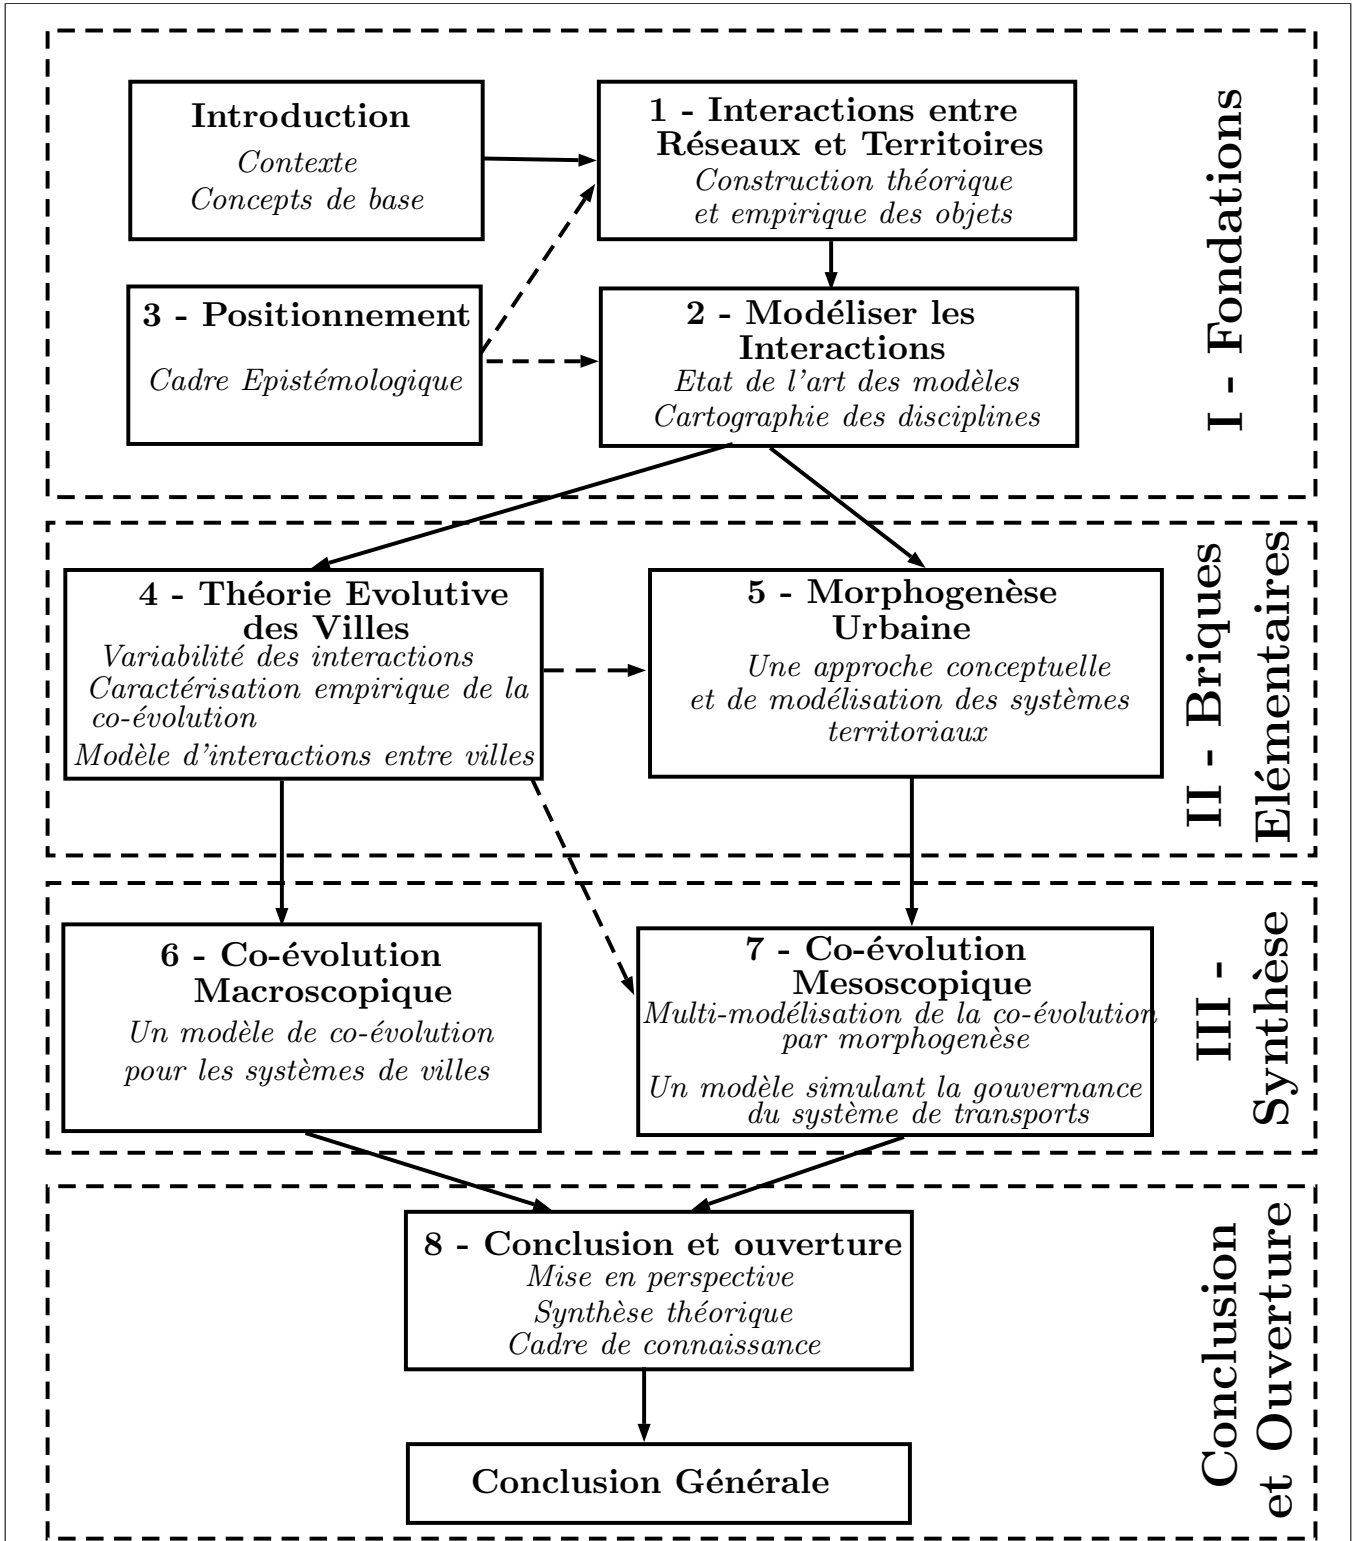 Introduction
Contexte
Concepts de base
1 - Interactions entre
Réseaux et Territoires
Construction théorique
et empirique des objets
3 - Positionnement
Cadre Epistémologique
2 - Modéliser les
Interactions
Etat de l'art des modèles
Cartographie des disciplines
I - Fondations
4 - Théorie Evolutive
des Villes
Variabilité des interactions
Caractérisation empirique de la
co-évolution
Modèle d'interactions entre villes
5 - Morphogenèse
Urbaine
Une approche conceptuelle
et de modélisation des systèmes
territoriaux
II - Briques
Elémentaires
6 - Co-évolution
Macroscopique
Un modèle de co-évolution
pour les systèmes de villes
7 - Co-évolution
Mesoscopique
Multi-modélisation de la co-évolution
par morphogenèse
Un modèle simulant la gouvernance
du système de transports
III -
Synthèse
8 - Conclusion et ouverture
Mise en perspective
Synthèse théorique
Cadre de connaissance
Conclusion Générale
Conclusion
et Ouverture